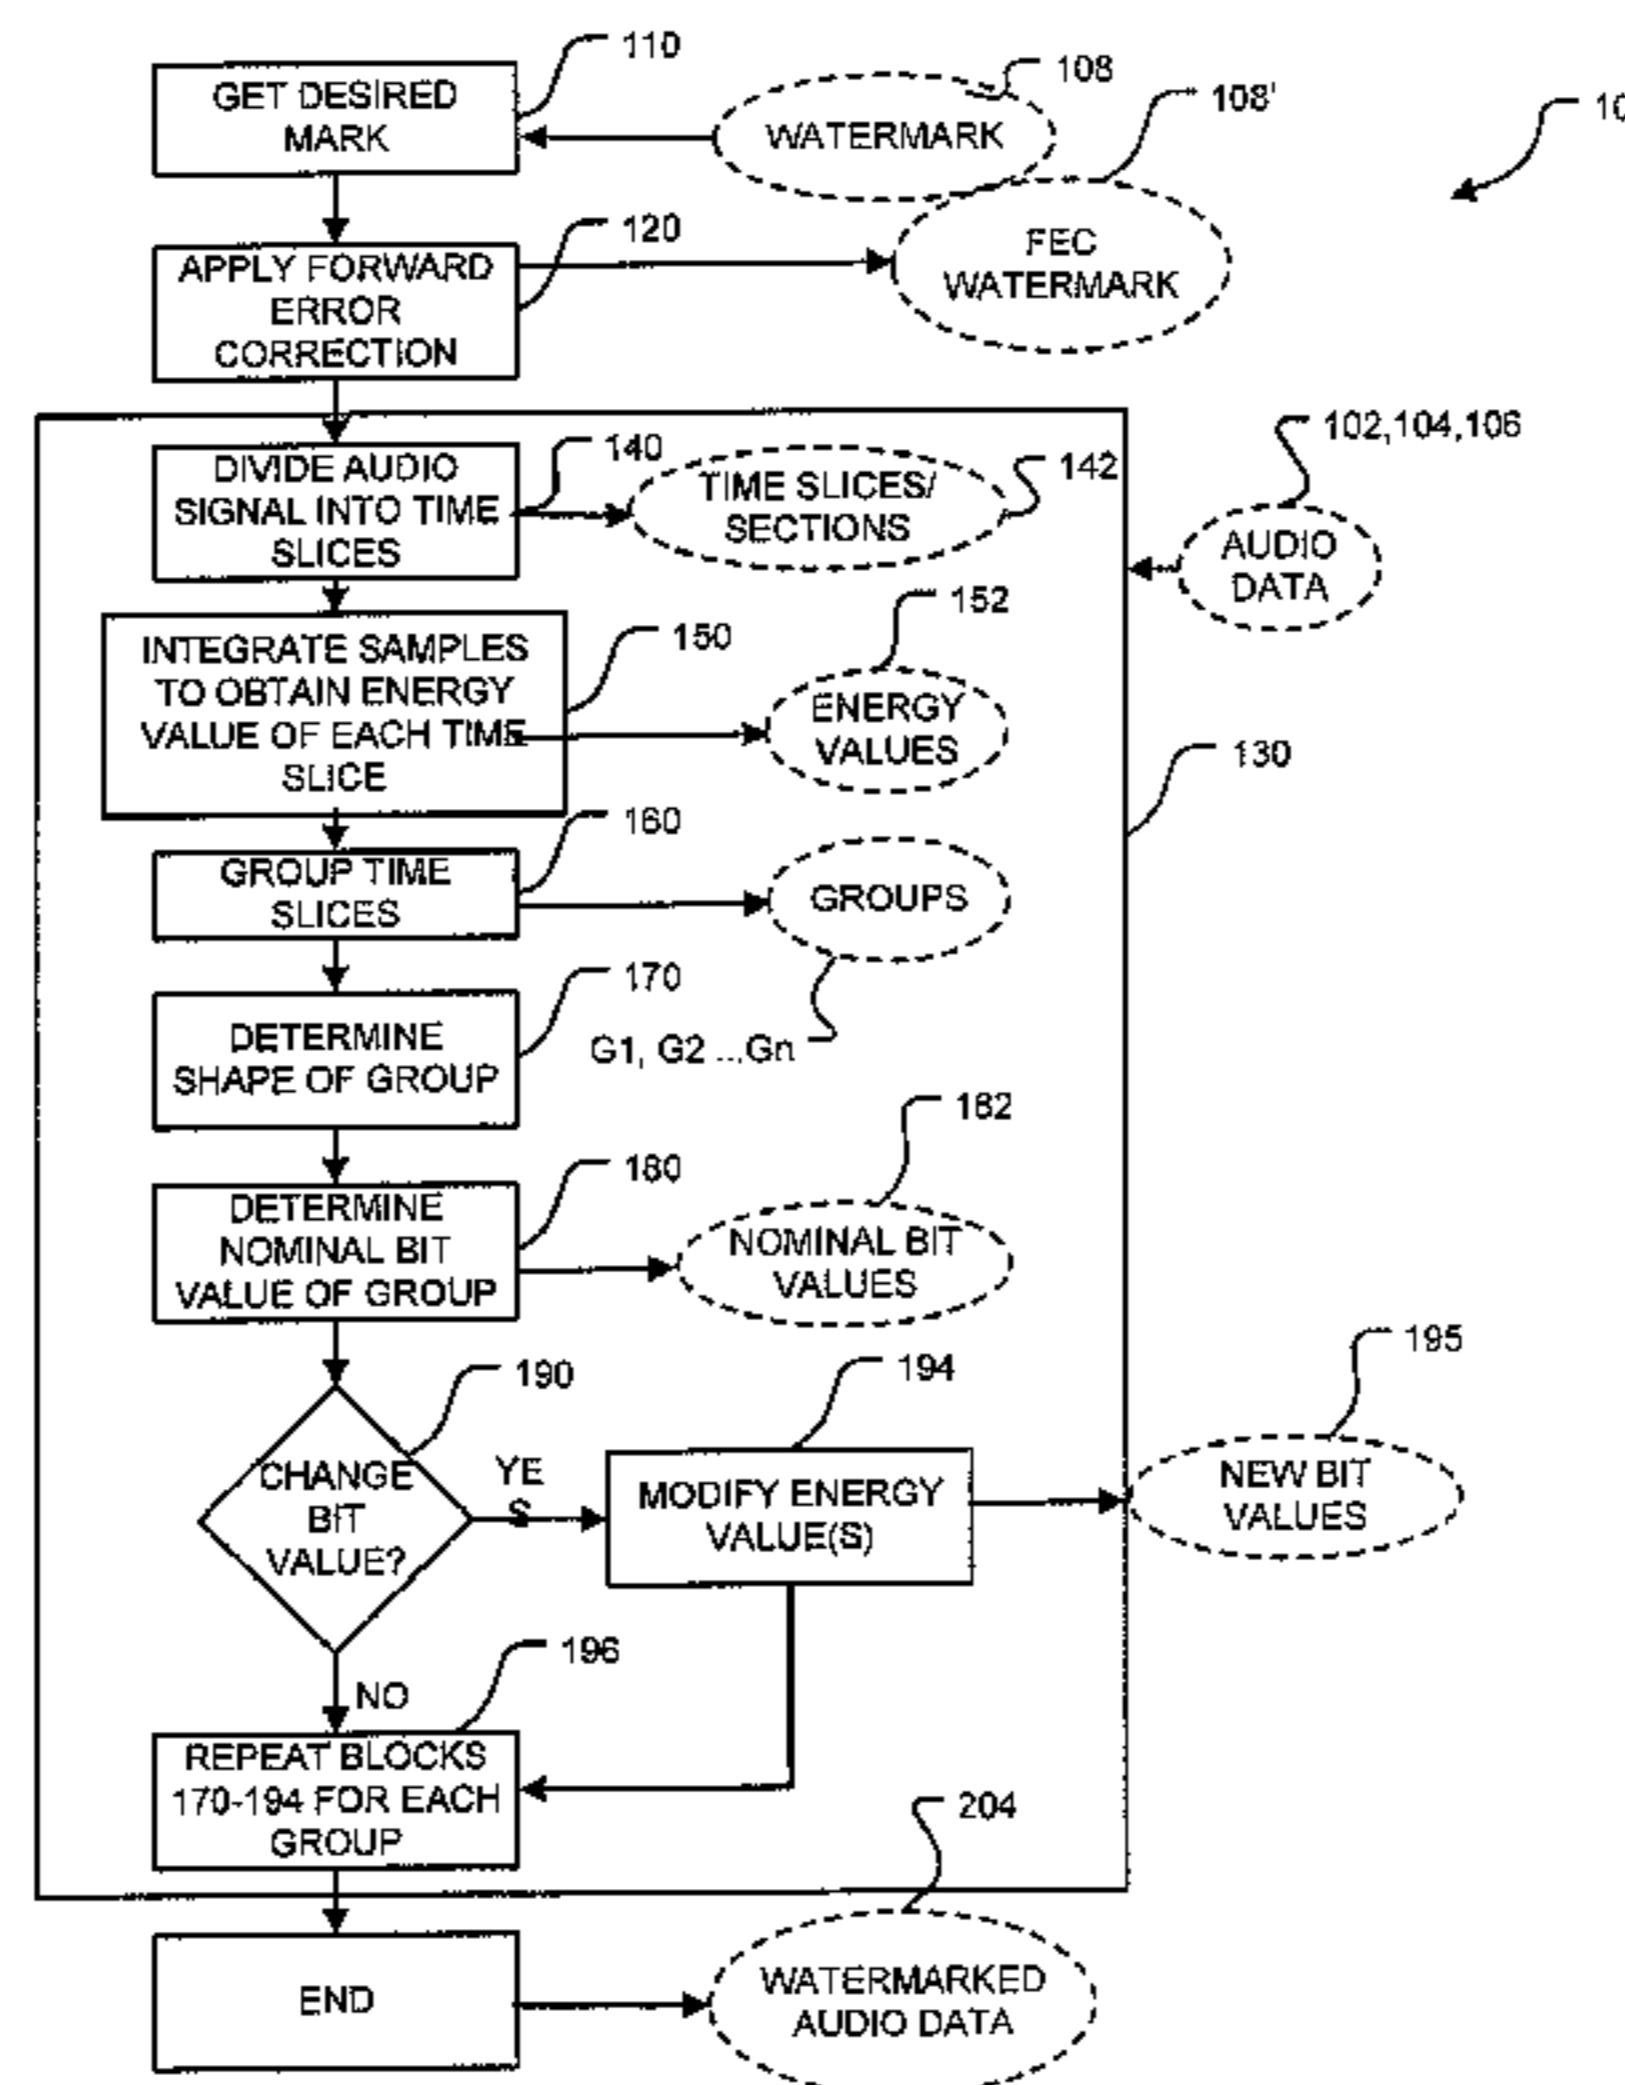 110
GET DESIRED
MARK
108
WATERMARK
108'
10
120
APPLY FORWARD
ERROR
CORRECTION
FEC
WATERMARK
140
DIVIDE AUDIO
SIGNAL INTO TIME
SLICES
TIME SLICES/
SECTIONS
142
102,104,106
AUDIO
DATA
150
INTEGRATE SAMPLES
TO OBTAIN ENERGY
VALUE OF EACH TIME
SLICE
152
ENERGY
VALUES
130
160
GROUP TIME
SLICES
GROUPS
G1, G2 ...Gn
170
DETERMINE
SHAPE OF GROUP
180
DETERMINE
NOMINAL BIT
VALUE OF GROUP
182
NOMINAL BIT
VALUES
190
CHANGE
BIT
VALUE?
YE
S
194
MODIFY ENERGY
VALUE(S)
195
NEW BIT
VALUES
NO
196
REPEAT BLOCKS
170-194 FOR EACH
GROUP
204
END
WATERMARKED
AUDIO DATA